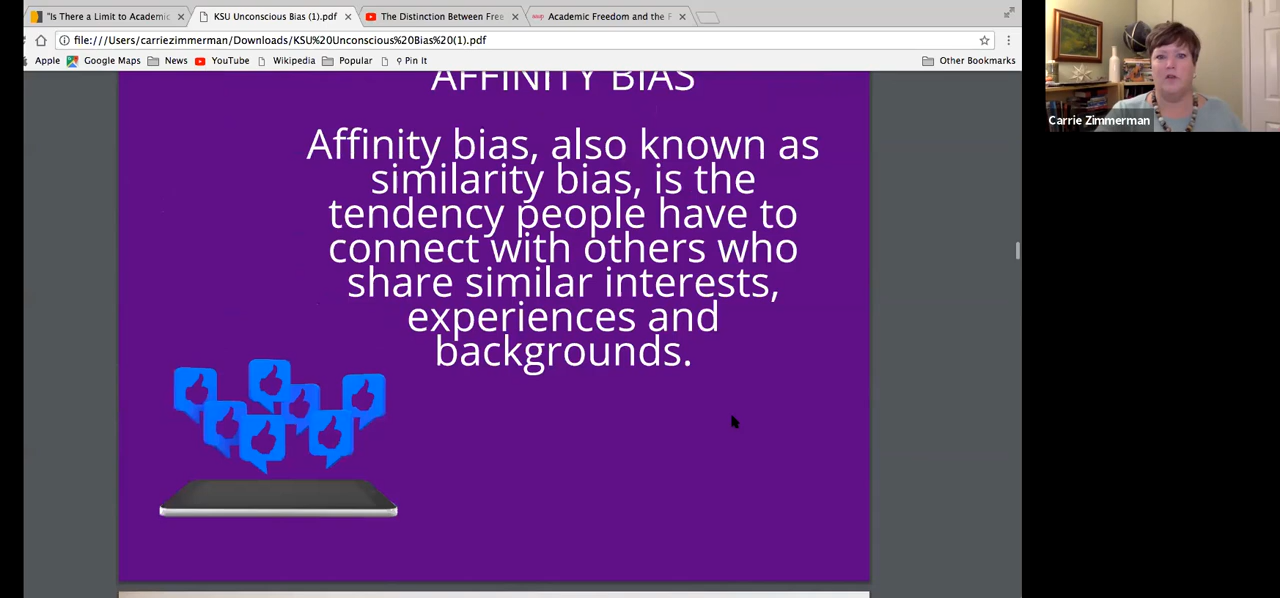 "Is There a Limit to Academic
KSU Unconscious Bias (1).pdf
The Distinction Between Free
Academic Freedom and the F
file:///Users/carriezimmerman/Downloads/KSU%20Unconscious%20Bias%20(1).pdf
Apple
Google Maps
News
YouTube
Wikipedia
Popular
Pin It
Other Bookmarks
AFFINITY BIAS
Affinity bias, also known as
similarity bias, is the
tendency people have to
connect with others who
share similar interests,
experiences and
backgrounds.
Carrie Zimmerman